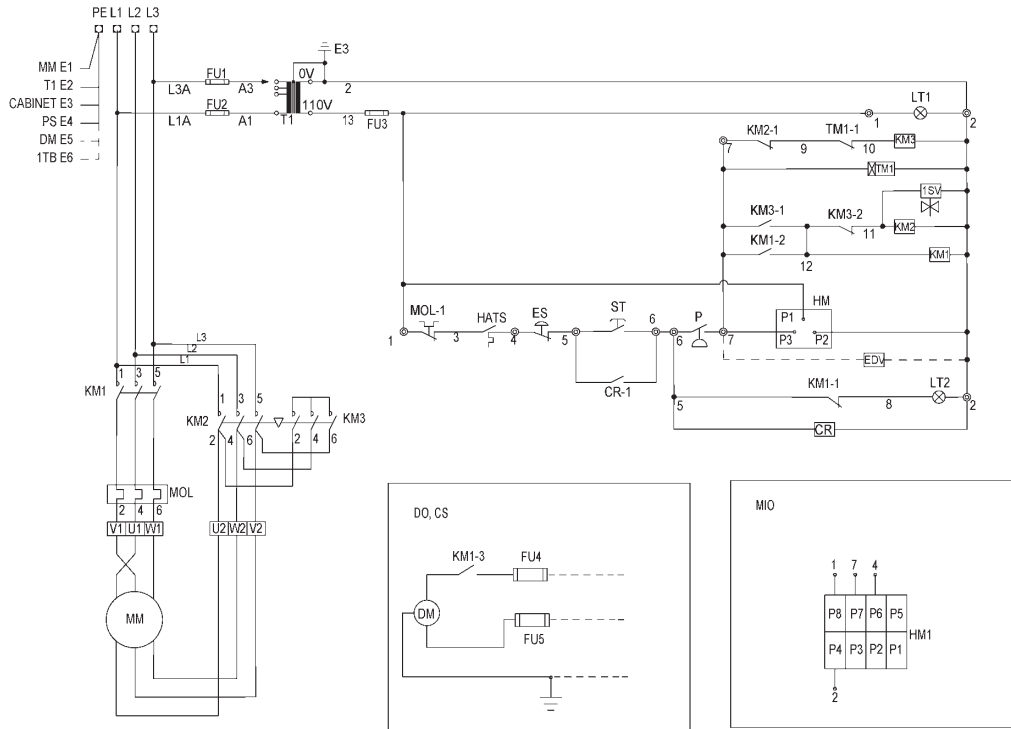 PE L1 L2 L3
MM E1
T1 E2
CABINET E3
PS E4
DM E5
1TB E6
L3A FU1 A3 0V 2 E3
L1A FU2 A1 T1 110V 13 FU3
1 LT1 2
7 KM2-1 9 TM1-1 10 KM3
TM1
1SV
KM3-1 KM3-2 11 KM2
KM1-2 12 KM1
HM
P1
P3 P2
1 MOL-1 3 HATS 4 ES 5 ST 6 6 P 7
CR-1
EDV
5 KM1-1 8 LT2 2
CR
L3
L2
L1
KM1 1 3 5
KM2 1 3 5 KM3
2 4 6 2 4 6
MOL
2 4 6
V1 U1 W1 U2 W2 V2
MM
DO, CS
KM1-3 FU4
DM
FU5
MIO
1 7 4
P8 P7 P6 P5
HM1
P4 P3 P2 P1
2